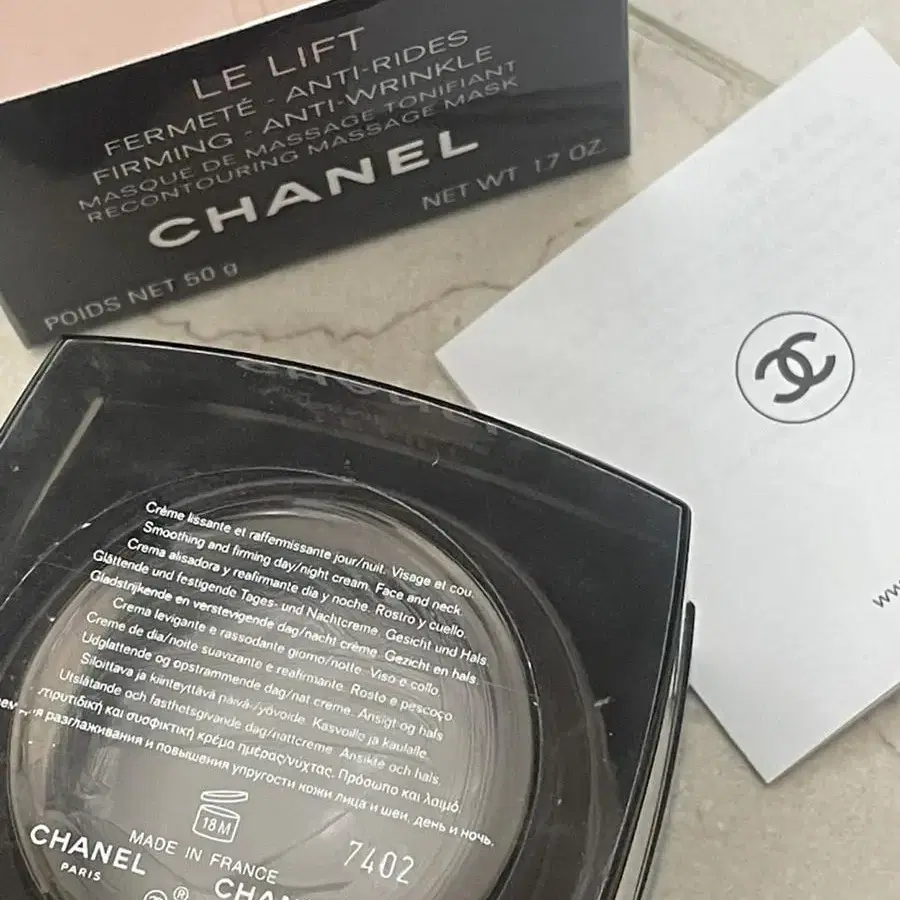 LE LIFT
FERMETÉ - ANTI-RIDES
FIRMING - ANTI-WRINKLE
MASQUE DE MASSAGE TONIFIANT
RECONTOURING MASSAGE MASK
CHANEL
POIDS NET 50 g
NET WT 1.7 OZ.
Crème lissante et raffermissante jour/nuit. Visage et cou.
Smoothing and firming day/night cream. Face and neck.
Crema alisadora y reafirmante día y noche. Rostro y cuello.
Glättende und festigende Tages- und Nachtcreme. Gesicht und Hals.
Gladstrijkende en verstevigende dag/nacht crème. Gezicht en hals.
Crema levigante e rassodante giorno/notte. Viso e collo.
Creme de dia/noite suavizante e reafirmante. Rosto e pescoço
Udglattende og opstrammende dag/nat creme. Ansigt og hals
Siloittava ja kiinteyttävä päivä-/yövoide. Kasvoille ja kaulalle.
Utslätande och fasthetsgivande dag/nattcreme. Ansikte och hals.
και συσφικτική κρέμα ημέρας/νυχτας. Πρόσωπο και λαιμό.
разглаживания и повышения упругости кожи лица и шеи, день и ночь.
18M
MADE IN FRANCE
7402
CHANEL
PARIS
®
CHAN
www